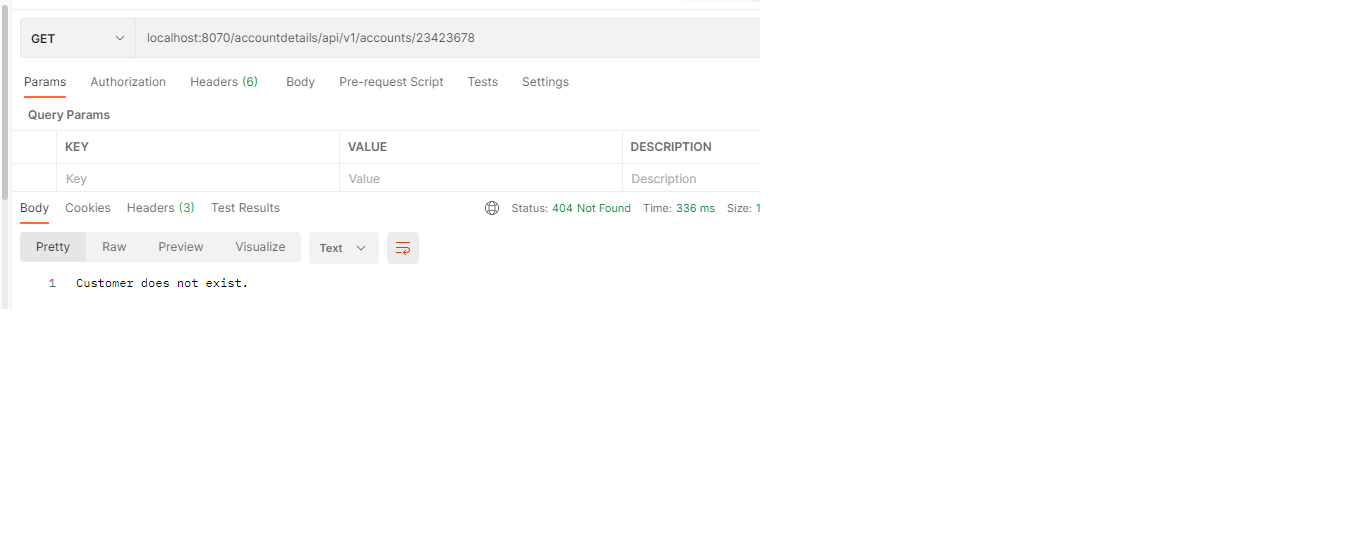 GET localhost:8070/accountdetails/api/v1/accounts/23423678
Params Authorization Headers (6) Body Pre-request Script Tests Settings
Query Params
KEY VALUE DESCRIPTION
Key Value Description
Body Cookies Headers (3) Test Results Status: 404 Not Found Time: 336 ms Size: 1
Pretty Raw Preview Visualize Text
1 Customer does not exist.